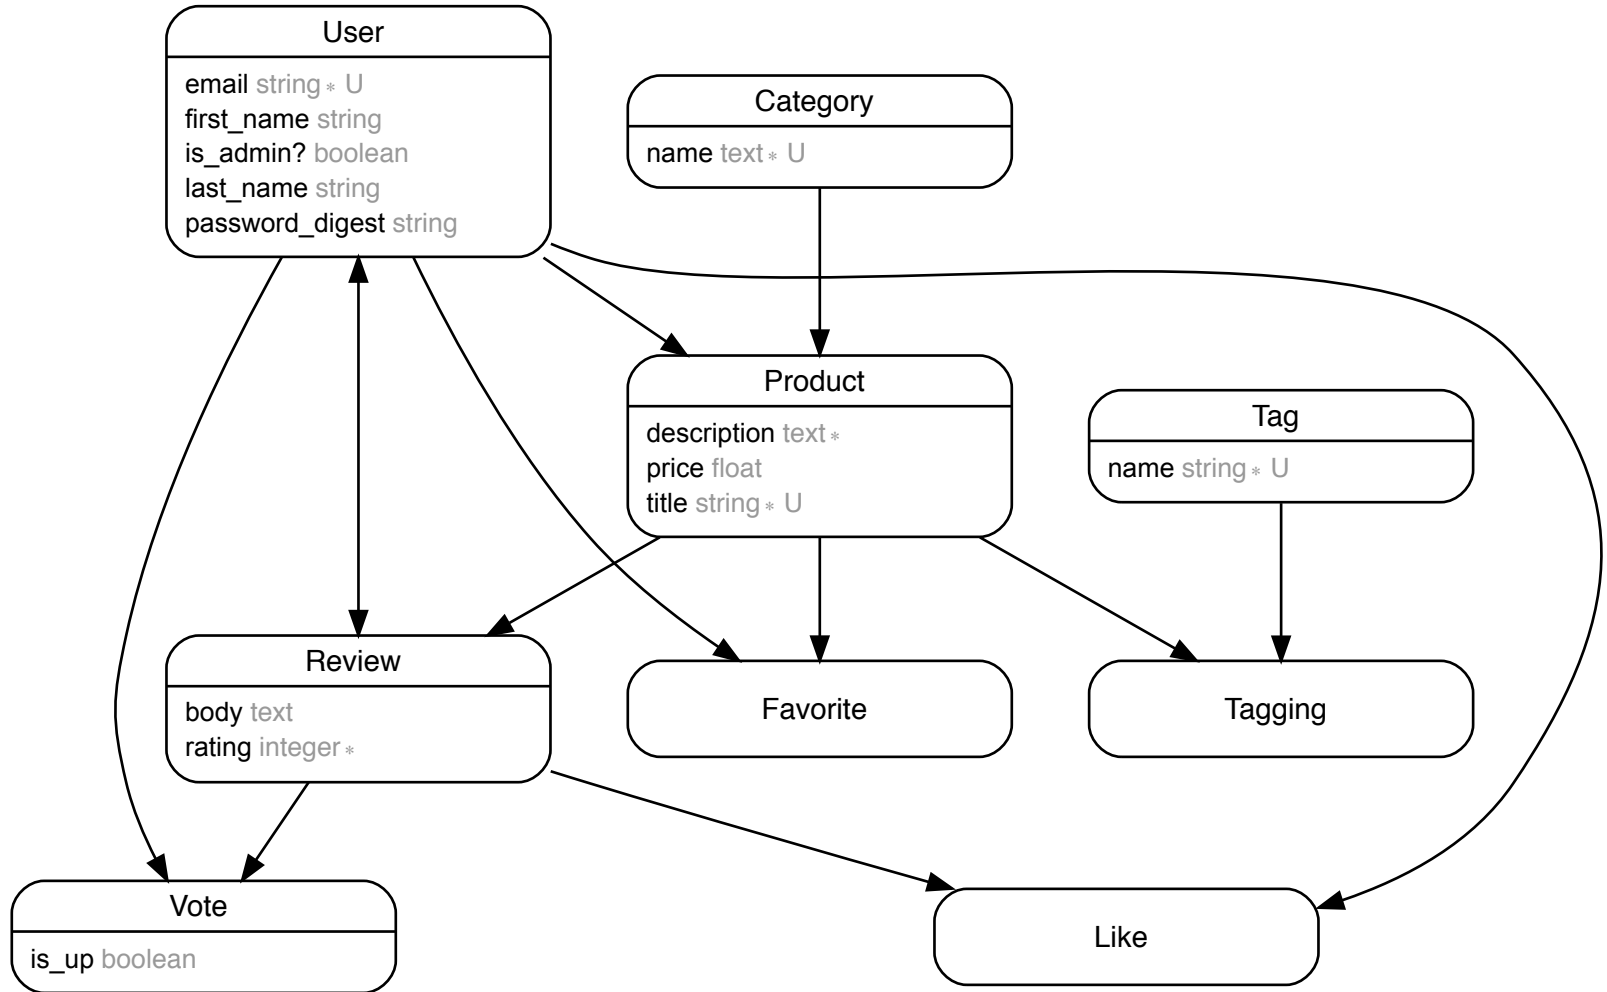 User
email string * U
first_name string
is_admin? boolean
last_name string
password_digest string
Category
name text * U
Product
description text *
price float
title string * U
Tag
name string * U
Review
body text
rating integer *
Favorite
Tagging
Vote
is_up boolean
Like